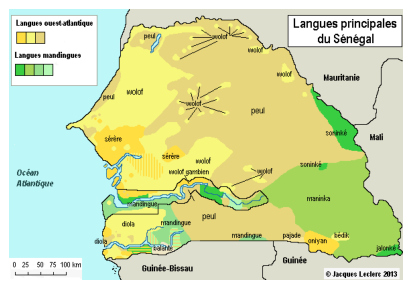 Langues ouest-atlantique
Langues mandingues
Langues principales
du Sénégal
peul
wolof
wolof
Mauritanie
peul
wolof
wolof
peul
Mali
soninké
sérère
sérère
wolof
soninké
wolof gambien
wolof
Océan
Atlantique
mandingue
maninka
peul
diola
mandingue
diola
balante
mandingue
pajade
oniyan
bédik
jalonké
Guinée-Bissau
Guinée
0 25 50 75 100 km
© Jacques Leclerc 2013